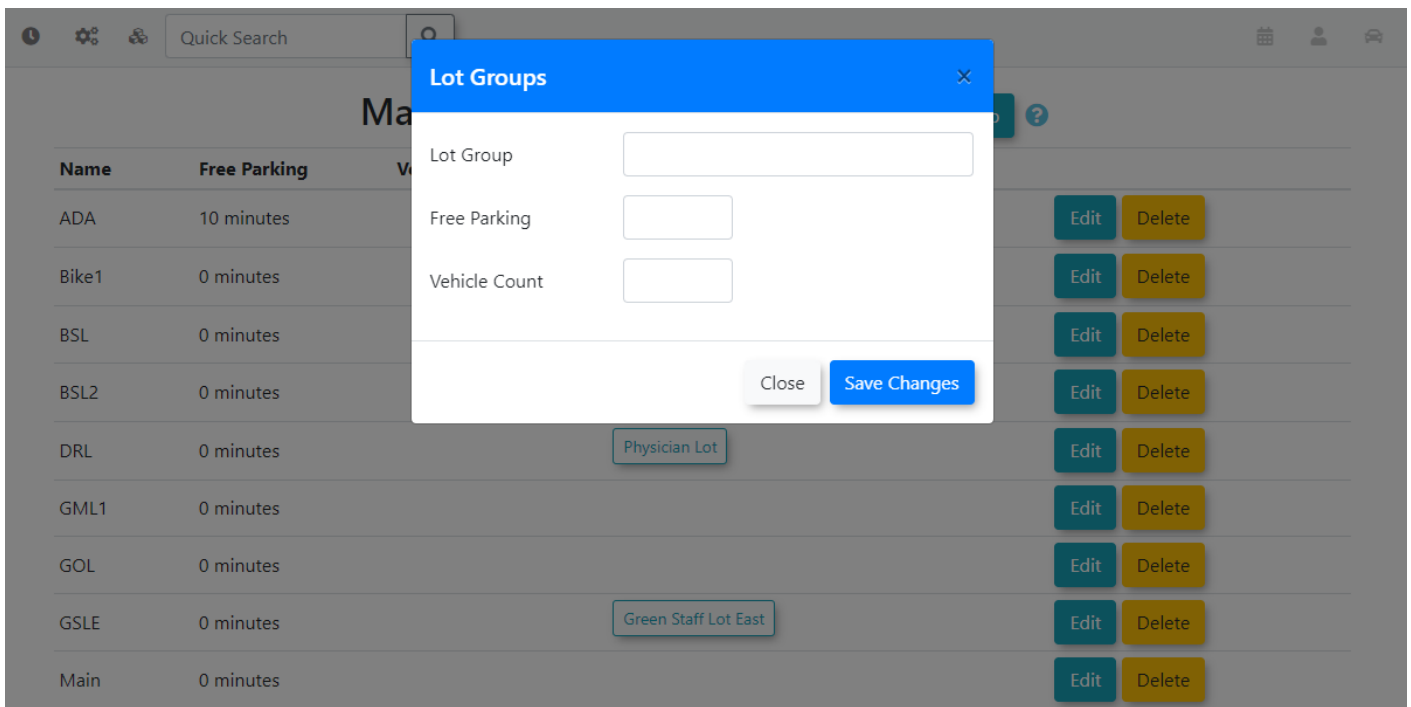 Quick Search
Lot Groups ×
Ma
Lot Group
Name Free Parking
Free Parking
ADA 10 minutes Edit Delete
Vehicle Count
Bike1 0 minutes Edit Delete
BSL 0 minutes Edit Delete
Close Save Changes
BSL2 0 minutes Edit Delete
DRL 0 minutes Physician Lot Edit Delete
GML1 0 minutes Edit Delete
GOL 0 minutes Edit Delete
GSLE 0 minutes Green Staff Lot East Edit Delete
Main 0 minutes Edit Delete